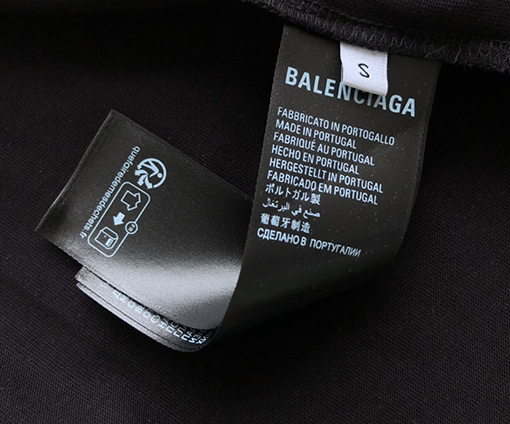 S
BALENCIAGA
FABBRICATO IN PORTOGALLO
MADE IN PORTUGAL
FABRIQUÉ AU PORTUGAL
HECHO EN PORTUGAL
HERGESTELLT IN PORTUGAL
FABRICADO EM PORTUGAL
ポルトガル製
صنع في البرتغال
葡萄牙制造
СДЕЛАНО В ПОРТУГАЛИИ
quefairedemesdechets.fr